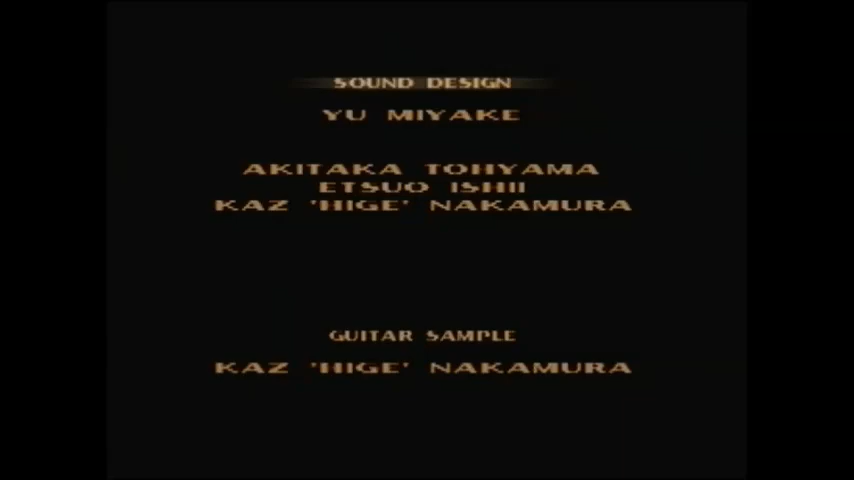 SOUND DESIGN
YU MIYAKE
AKITAKA TOHYAMA
ETSUO ISHII
KAZ 'HIGE' NAKAMURA
GUITAR SAMPLE
KAZ 'HIGE' NAKAMURA